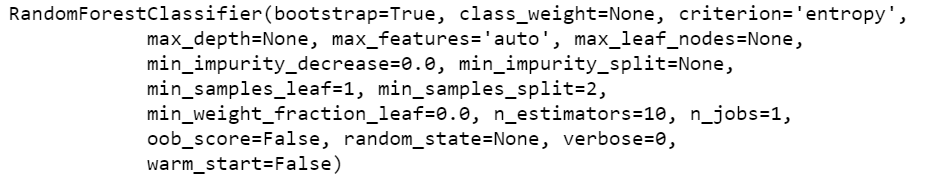 RandomForestClassifier(bootstrap=True, class_weight=None, criterion='entropy',
            max_depth=None, max_features='auto', max_leaf_nodes=None,
            min_impurity_decrease=0.0, min_impurity_split=None,
            min_samples_leaf=1, min_samples_split=2,
            min_weight_fraction_leaf=0.0, n_estimators=10, n_jobs=1,
            oob_score=False, random_state=None, verbose=0,
            warm_start=False)